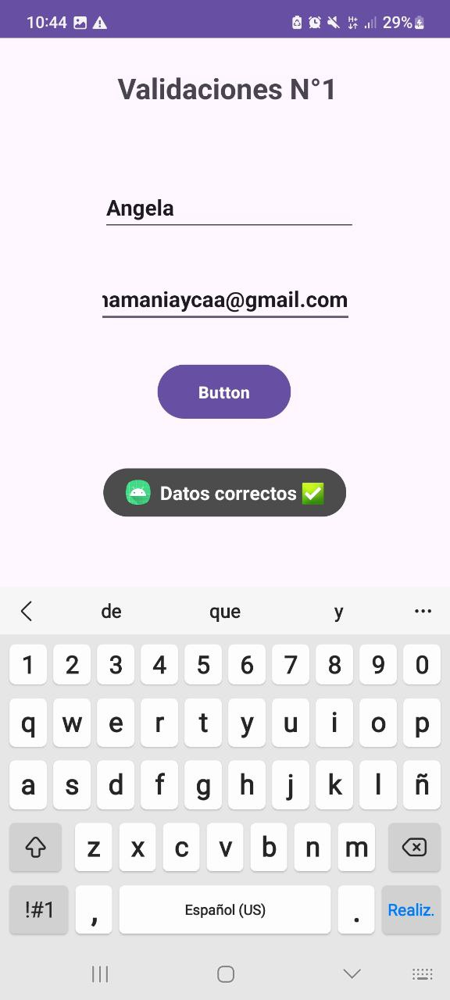 10:44 29%
Validaciones N°1
Angela
amaniaycaa@gmail.com
Button
Datos correctos ✅
de que y ...
1 2 3 4 5 6 7 8 9 0
q w e r t y u i o p
a s d f g h j k l ñ
z x c v b n m
!#1 , Español (US) . Realiz.